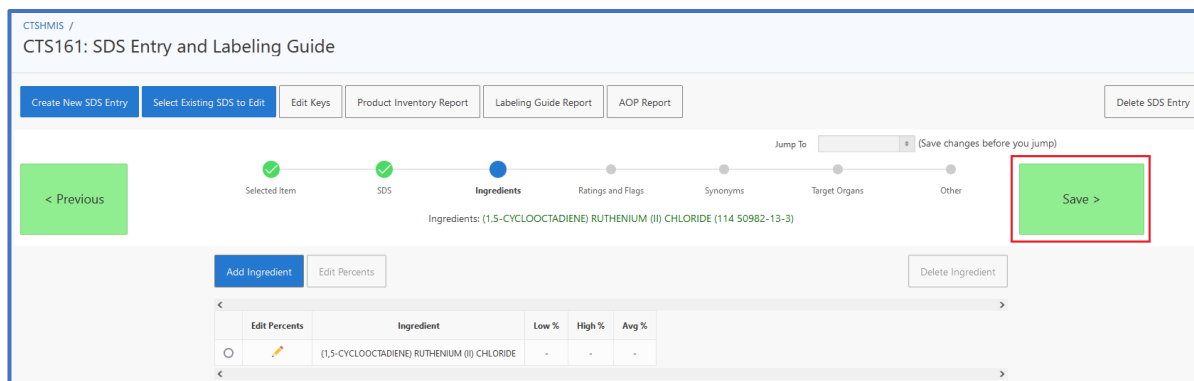 CTSHMIS /
CTS161: SDS Entry and Labeling Guide
Create New SDS Entry Select Existing SDS to Edit Edit Keys Product Inventory Report Labeling Guide Report AOP Report Delete SDS Entry
Jump To (Save changes before you jump)
< Previous
Selected Item SDS Ingredients Ratings and Flags Synonyms Target Organs Other
Save >
Ingredients: (1,5-CYCLOOCTADIENE) RUTHENIUM (II) CHLORIDE (114 50982-13-3)
Add Ingredient Edit Percents Delete Ingredient
Edit Percents Ingredient Low % High % Avg %
(1,5-CYCLOOCTADIENE) RUTHENIUM (II) CHLORIDE - - -